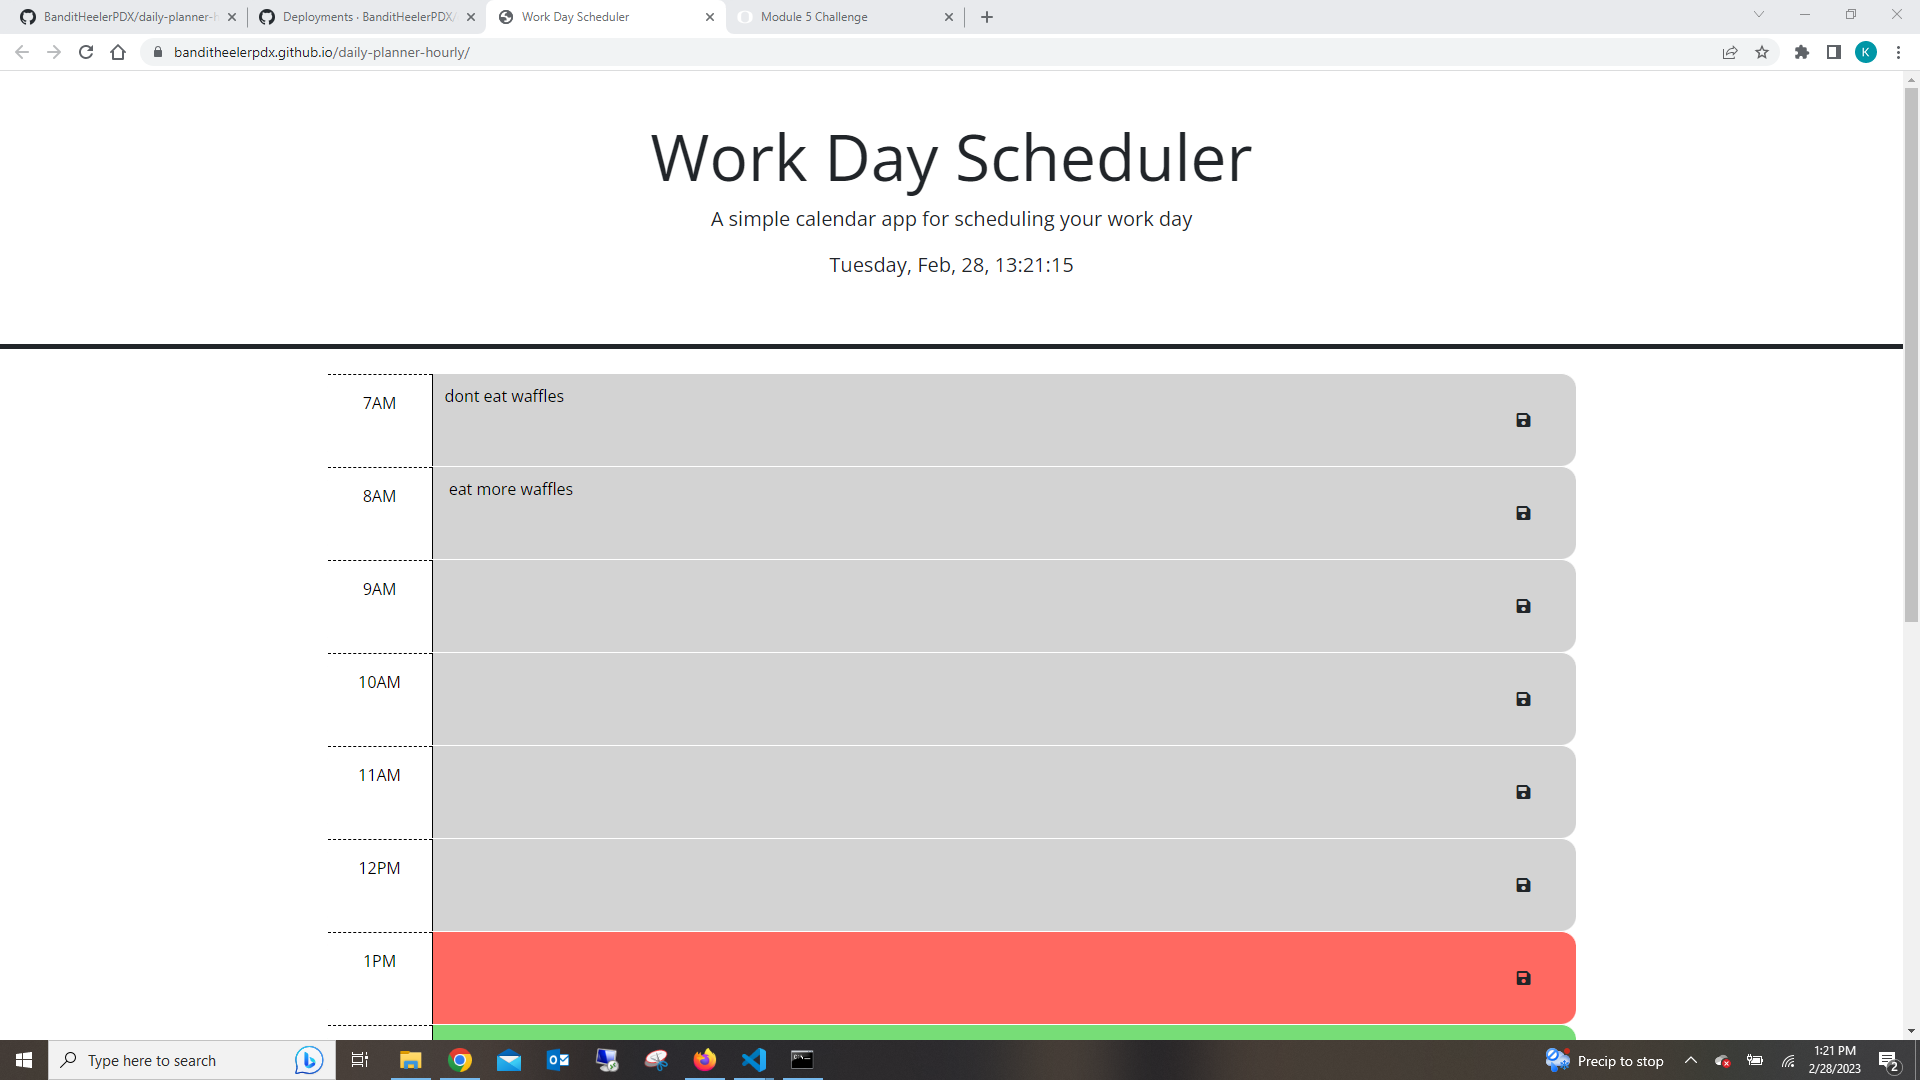 BanditHeelerPDX/daily-planner-h
Deployments · BanditHeelerPDX/
Work Day Scheduler
Module 5 Challenge
banditheelerpdx.github.io/daily-planner-hourly/
K
Work Day Scheduler
A simple calendar app for scheduling your work day
Tuesday, Feb, 28, 13:21:15
7AM
dont eat waffles
8AM
eat more waffles
9AM
10AM
11AM
12PM
1PM
Type here to search
Precip to stop
1:21 PM
2/28/2023
2